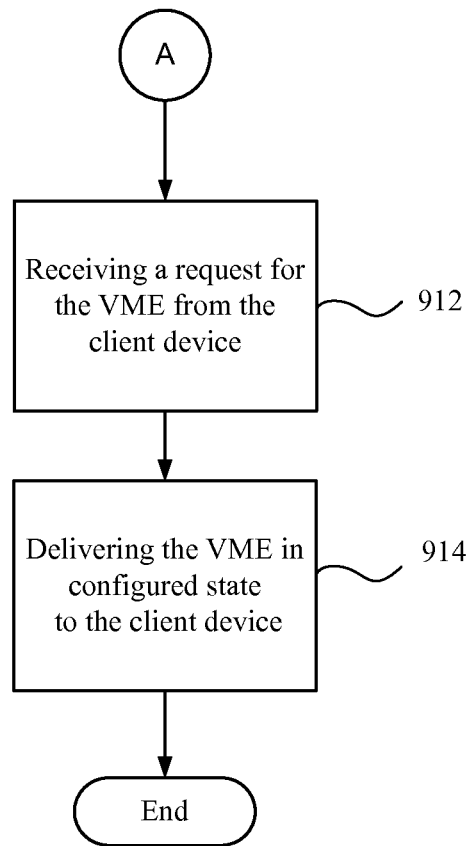 A
Receiving a request for
the VME from the
client device
912
Delivering the VME in
configured state
to the client device
914
End